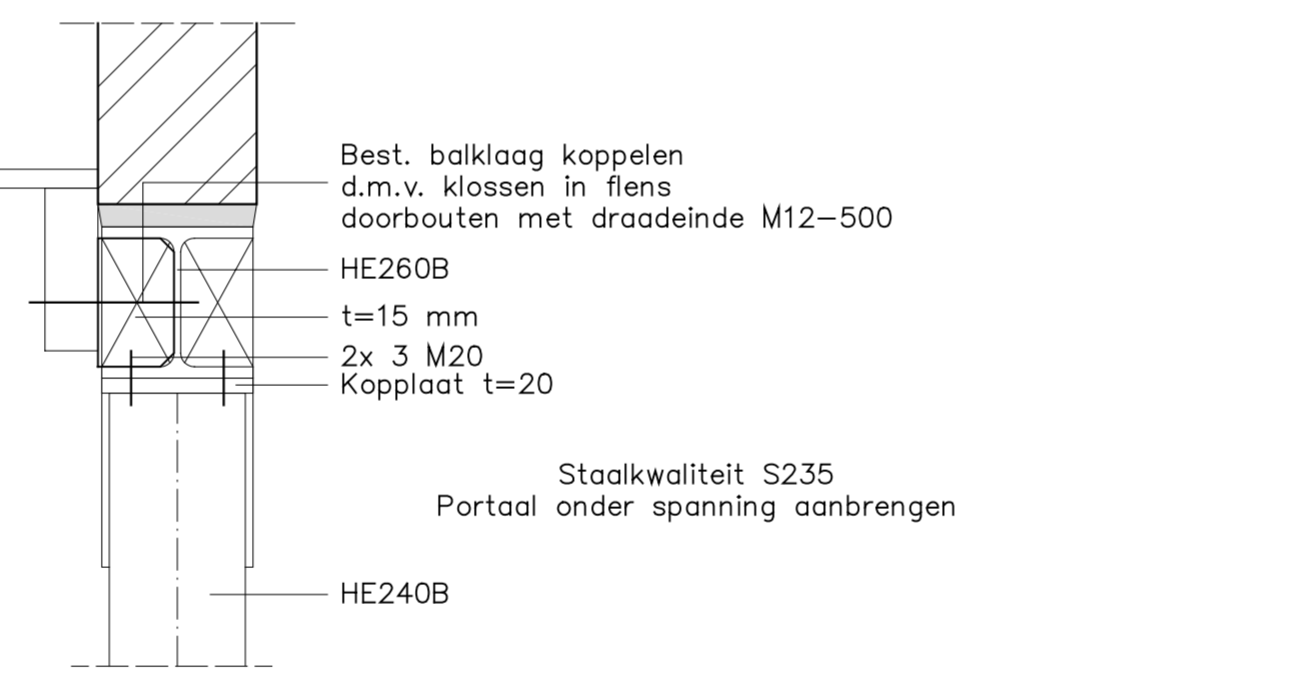 Best. balklaag koppelen
d.m.v. klossen in flens
doorbouten met draadeinde M12-500
HE260B
t=15 mm
2x 3 M20
Kopplaat t=20
Staalkwaliteit S235
Portaal onder spanning aanbrengen
HE240B